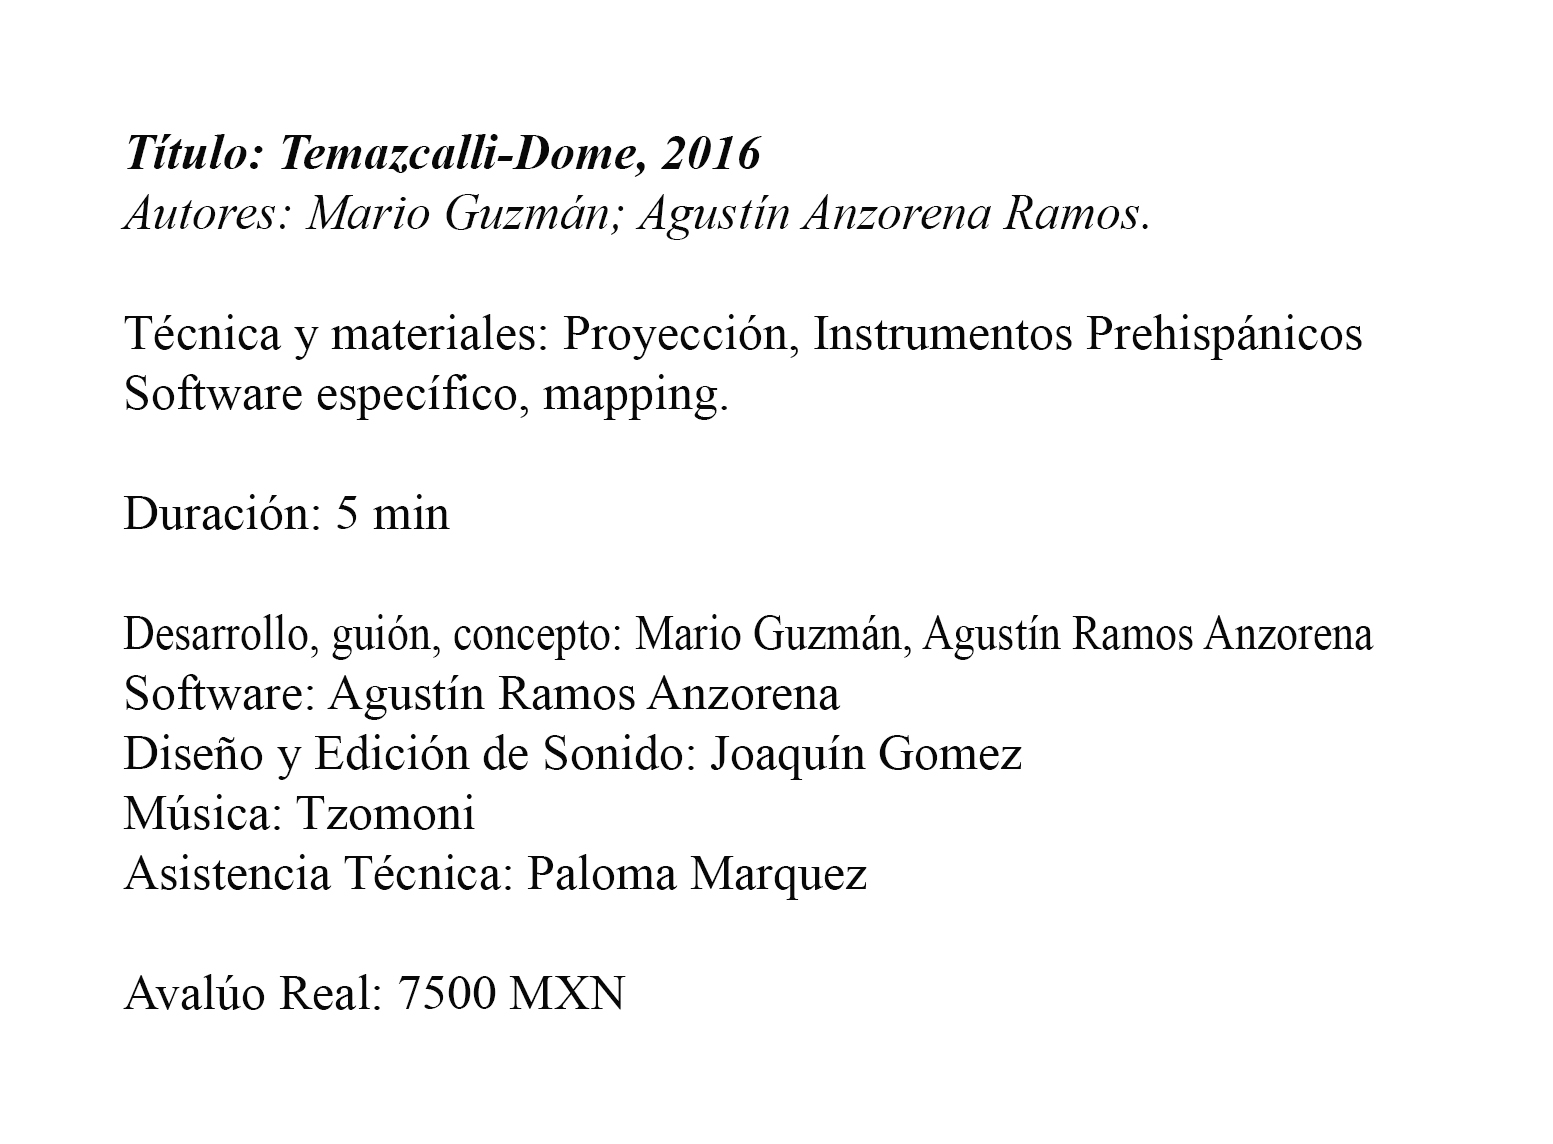 Título: Temazcalli-Dome, 2016
Autores: Mario Guzmán; Agustín Anzorena Ramos.
Técnica y materiales: Proyección, Instrumentos Prehispánicos
Software específico, mapping.
Duración: 5 min
Desarrollo, guión, concepto: Mario Guzmán, Agustín Ramos Anzorena
Software: Agustín Ramos Anzorena
Diseño y Edición de Sonido: Joaquín Gomez
Música: Tzomoni
Asistencia Técnica: Paloma Marquez
Avalúo Real: 7500 MXN